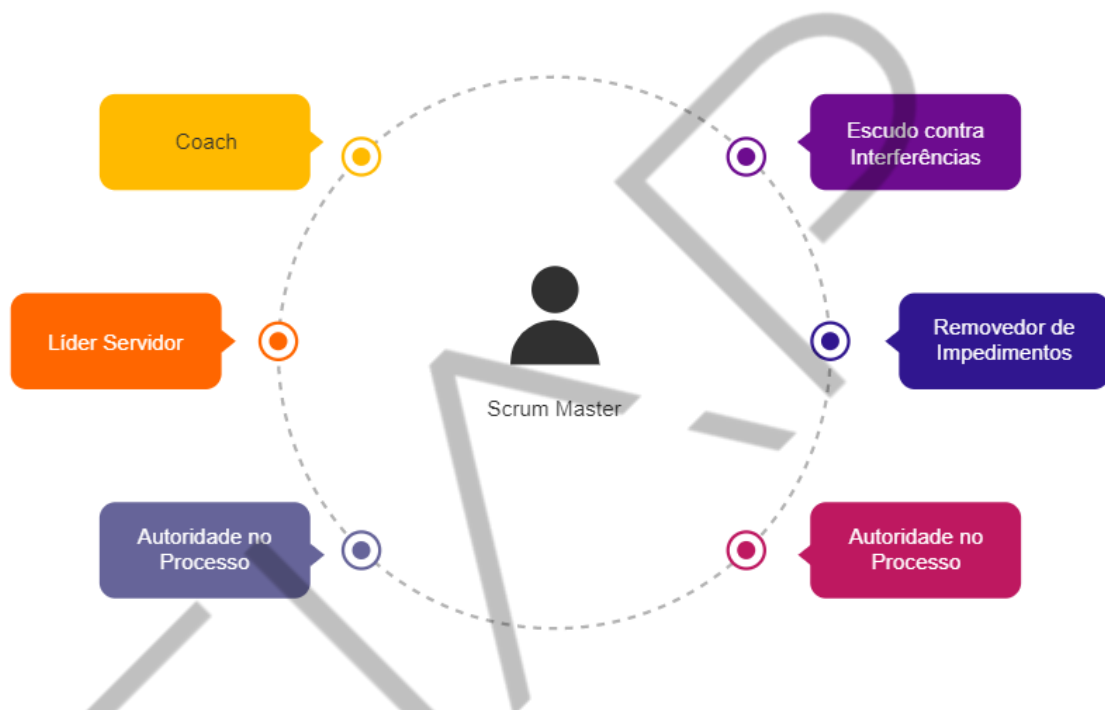 Coach
Escudo contra
Interferências
Líder Servidor
Removedor de
Impedimentos
Scrum Master
Autoridade no
Processo
Autoridade no
Processo